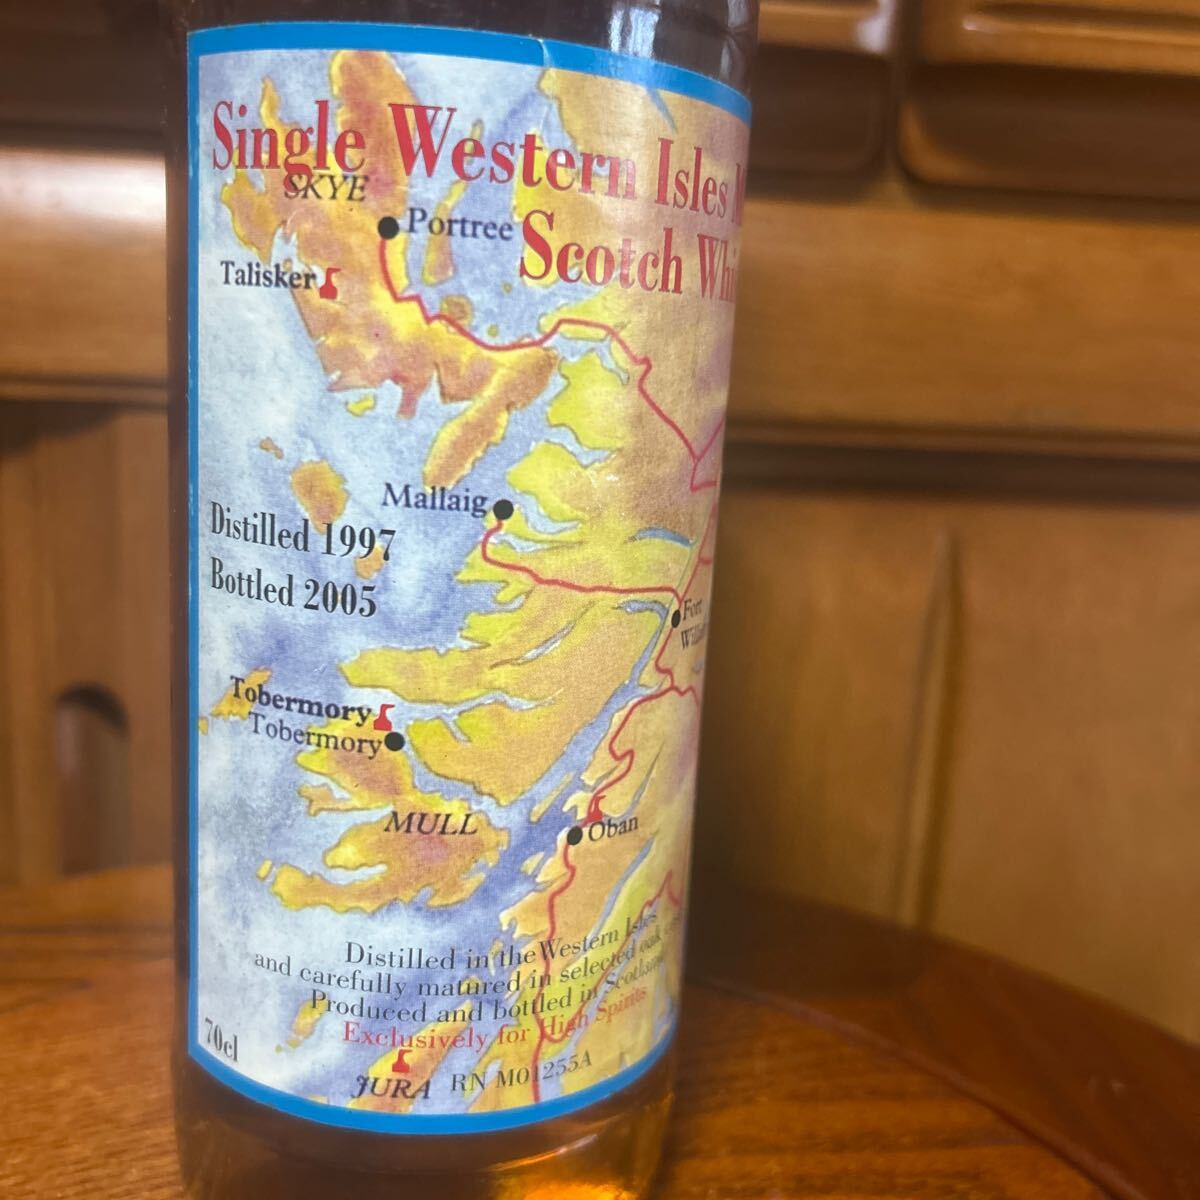 Single Western Isles
Scotch
SKYE
Portree
Talisker
Mallaig
Distilled 1997
Bottled 2005
Fort
Tobermory
Tobermory
MULL
Oban
Distilled in the Western Isles
and carefully matured in selected oak
Produced and bottled in Scotland
Exclusively for High Spirits
70cl
JURA
RN M01255A